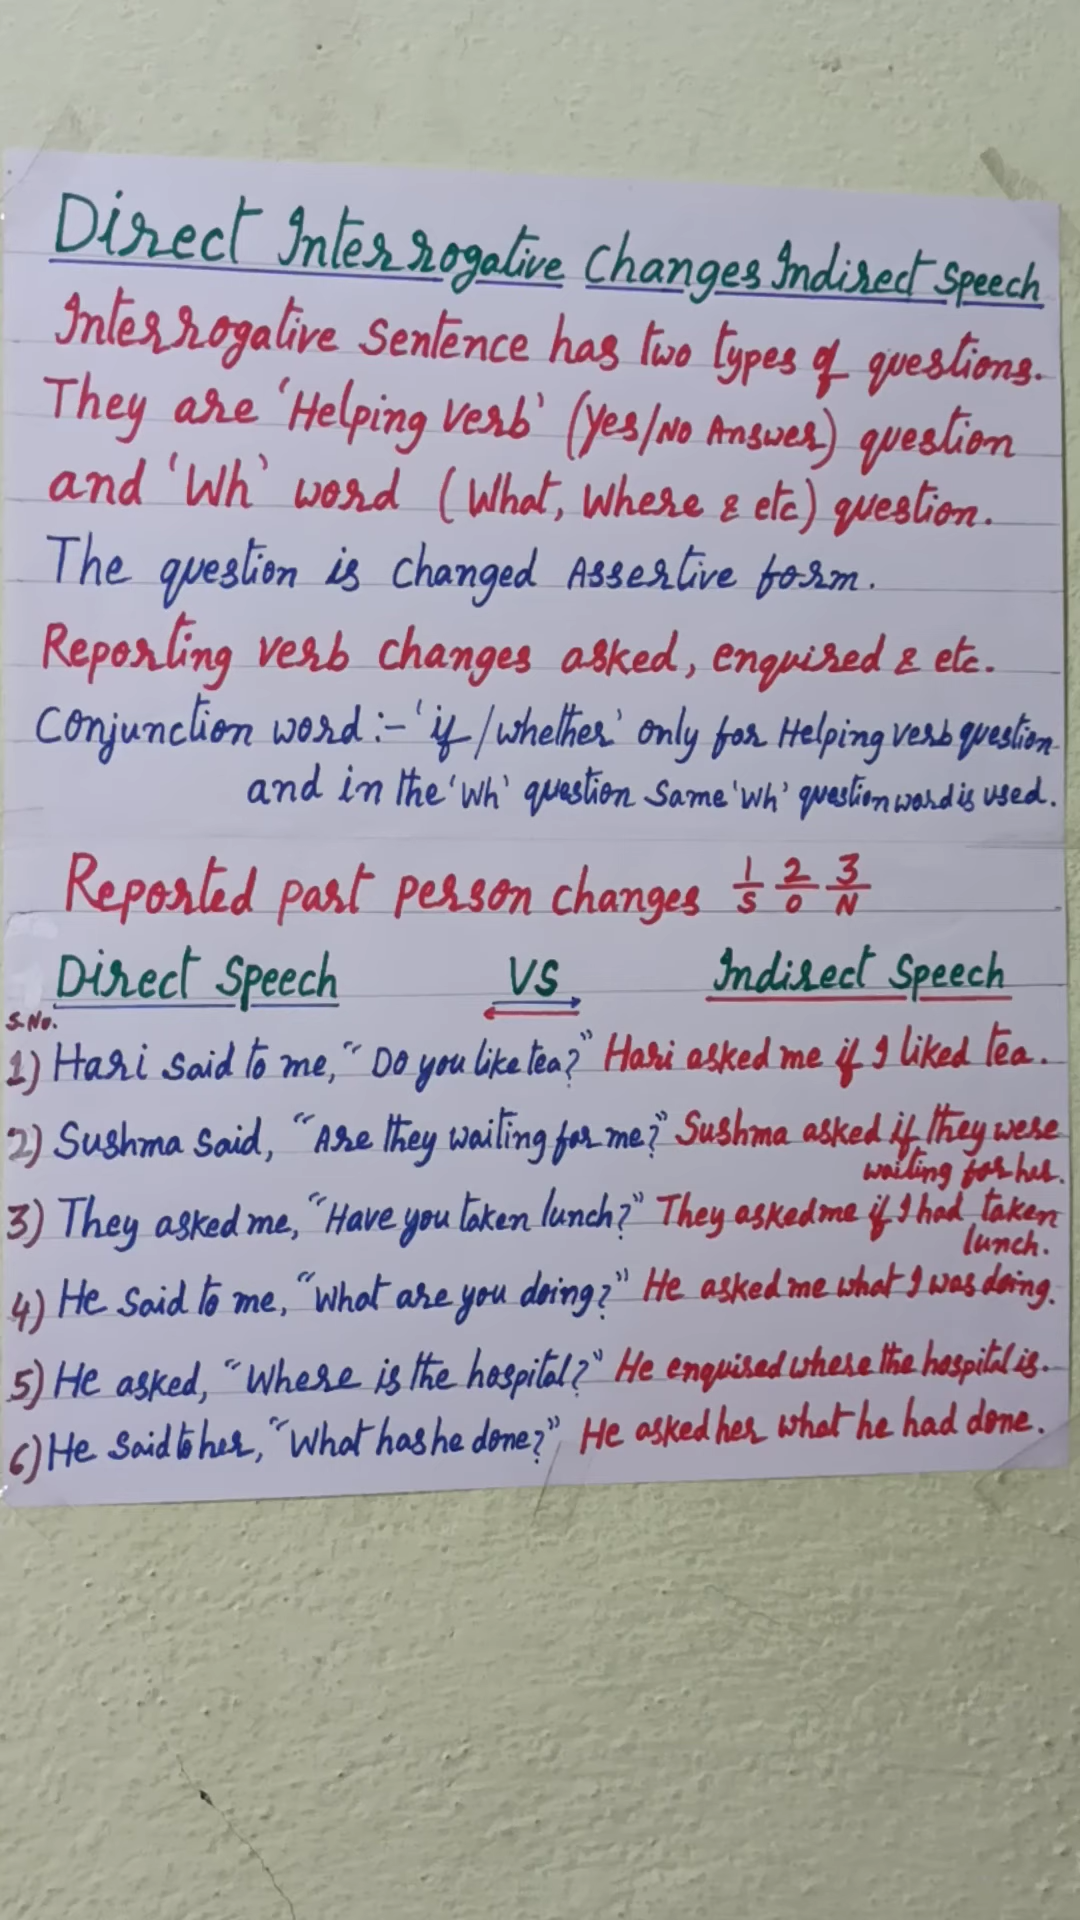 Direct Interrogative Changes Indirect Speech
Interrogative Sentence has two types of questions.
They are 'Helping Verb' (Yes/No Answer) question
and 'Wh' word (What, Where & etc) question.
The question is changed Assertive form.
Reporting verb changes asked, enquired & etc.
Conjunction word :- 'if/whether' only for Helping verb question
and in the 'Wh' question Same 'Wh' question word is used.
Reported part person changes 1/S 2/O 3/N
Direct Speech VS Indirect Speech
S.No.
1) Hari said to me, "Do you like tea?" Hari asked me if I liked tea.
2) Sushma said, "Are they waiting for me?" Sushma asked if they were
waiting for her.
3) They asked me, "Have you taken lunch?" They asked me if I had taken
lunch.
4) He said to me, "What are you doing?" He asked me what I was doing.
5) He asked, "Where is the hospital?" He enquired where the hospital is.
6) He said to her, "What has he done?" He asked her what he had done.